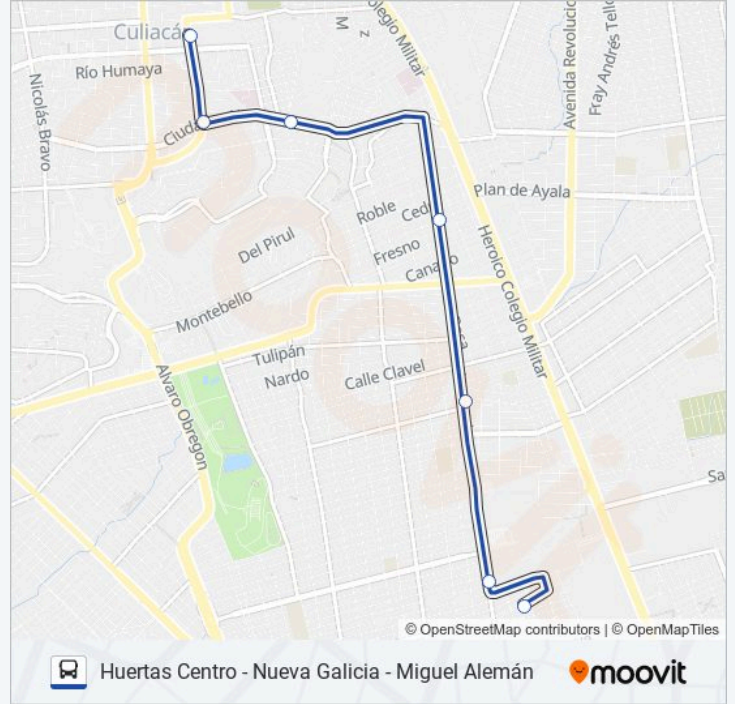 Culiacá
M
z
Colegio Militar
Río Humaya
Nicolás Bravo
Avenida Revolució
Fray Andrés Tello
Ciuda
Plan de Ayala
Roble
Ced
Del Pirul
Fresno
Canario
Heroico Colegio Militar
Montebello
Tulipán
Nardo
Calle Clavel
Alvaro Obregon
Sa
© OpenStreetMap contributors | © OpenMapTiles
Huertas Centro - Nueva Galicia - Miguel Alemán
moovit